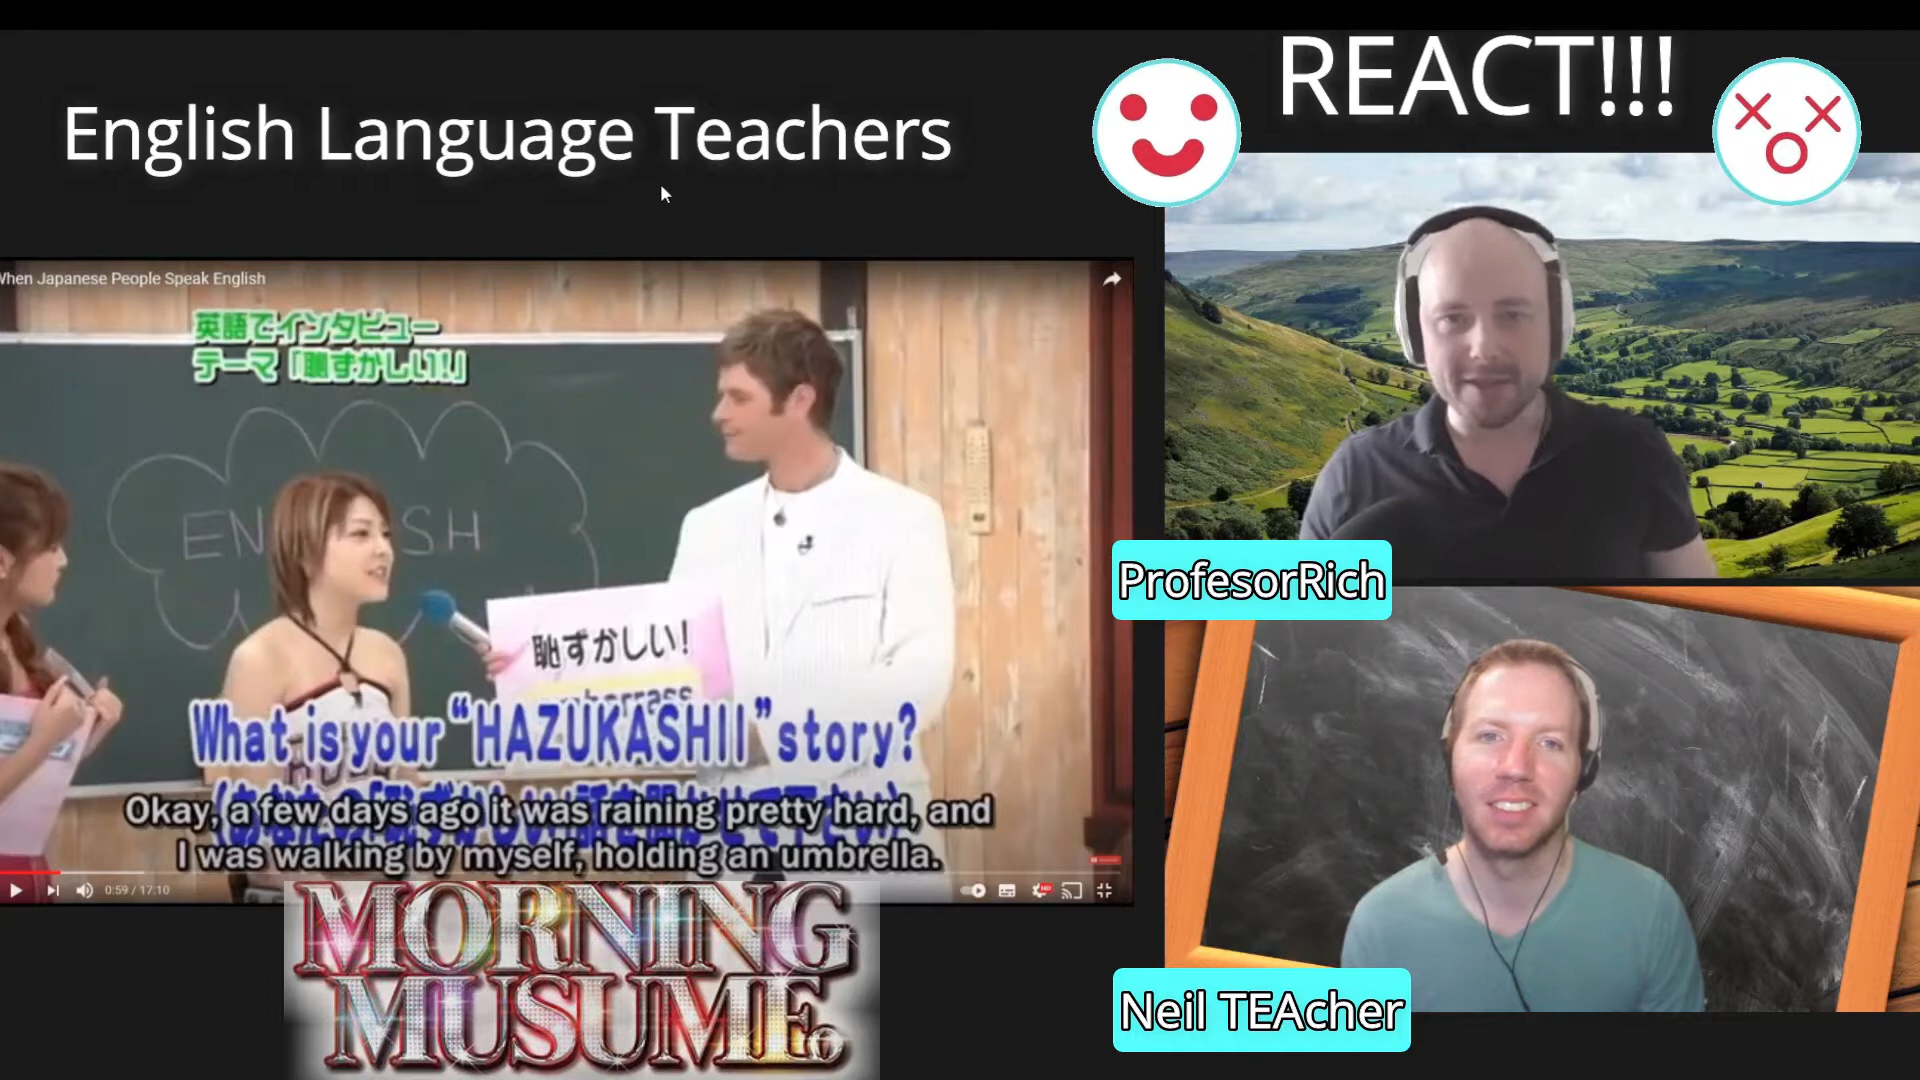 English Language Teachers
REACT!!!
When Japanese People Speak English
英語でインタビュー
テーマ「恥ずかしい!」
ENGLISH
恥ずかしい!
What is your “HAZUKASHII” story?
Okay, a few days ago it was raining pretty hard, and
I was walking by myself, holding an umbrella.
0:59 / 17:10
HD
MORNING
MUSUME。
ProfesorRich
Neil TEAcher